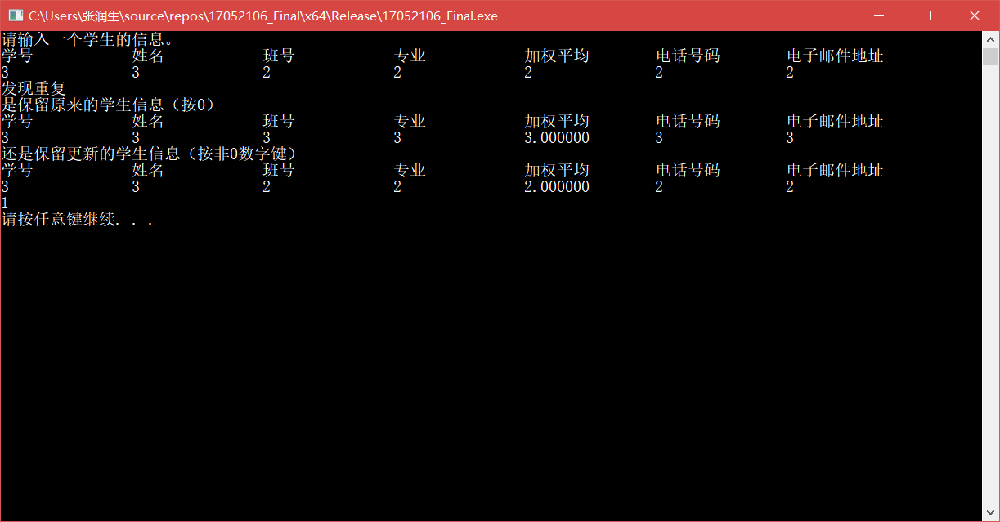 C:\Users\张润生\source\repos\17052106_Final\x64\Release\17052106_Final.exe
请输入一个学生的信息。
学号 姓名 班号 专业 加权平均 电话号码 电子邮件地址
3 3 2 2 2 2 2
发现重复
是保留原来的学生信息（按0）
学号 姓名 班号 专业 加权平均 电话号码 电子邮件地址
3 3 3 3 3.000000 3 3
还是保留更新的学生信息（按非0数字键）
学号 姓名 班号 专业 加权平均 电话号码 电子邮件地址
3 3 2 2 2.000000 2 2
1
请按任意键继续. . .